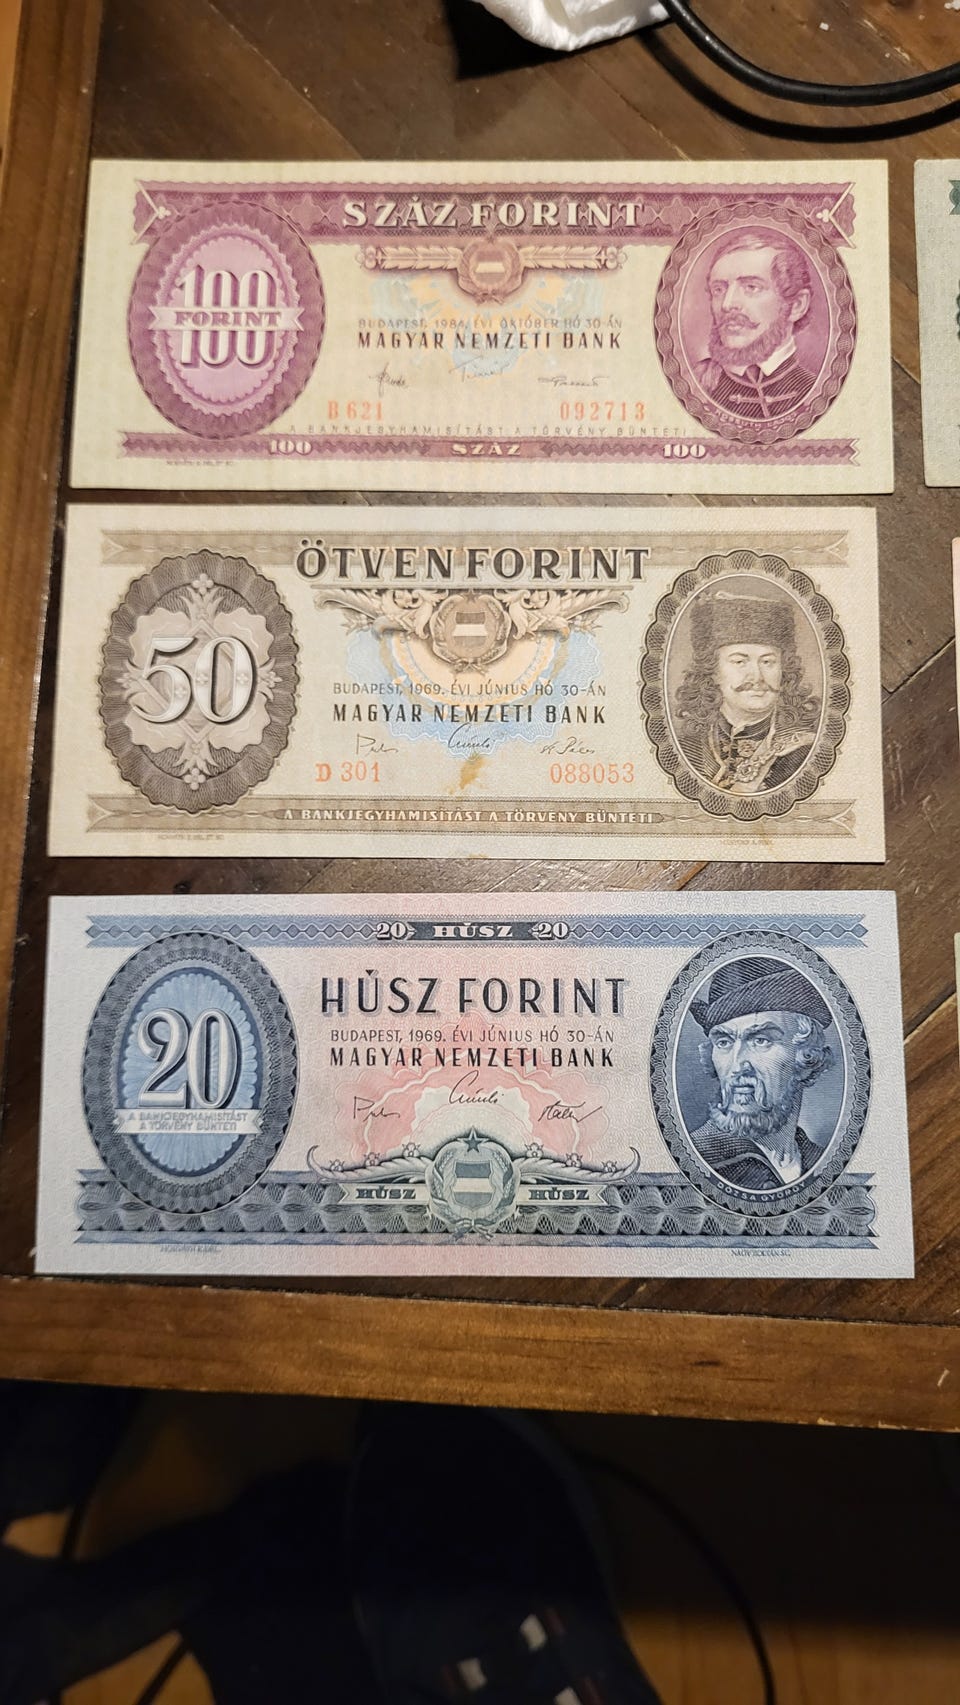 SZÁZ FORINT
100
FORINT
100
BUDAPEST, 1984. ÉVI OKTÓBER HÓ 30-ÁN
MAGYAR NEMZETI BANK
B 621 092713
A BANKJEGYHAMISÍTÁST A TÖRVÉNY BÜNTETI
KOSSUTH LAJOS
100 SZÁZ 100
ÖTVEN FORINT
50
BUDAPEST, 1969. ÉVI JÚNIUS HÓ 30-ÁN
MAGYAR NEMZETI BANK
D 301 088053
A BANKJEGYHAMISÍTÁST A TÖRVÉNY BÜNTETI
20 HÚSZ 20
HÚSZ FORINT
20
BUDAPEST, 1969. ÉVI JÚNIUS HÓ 30-ÁN
MAGYAR NEMZETI BANK
A BANKJEGYHAMISÍTÁST
A TÖRVÉNY BÜNTETI
HÚSZ HÚSZ
DÓZSA GYÖRGY